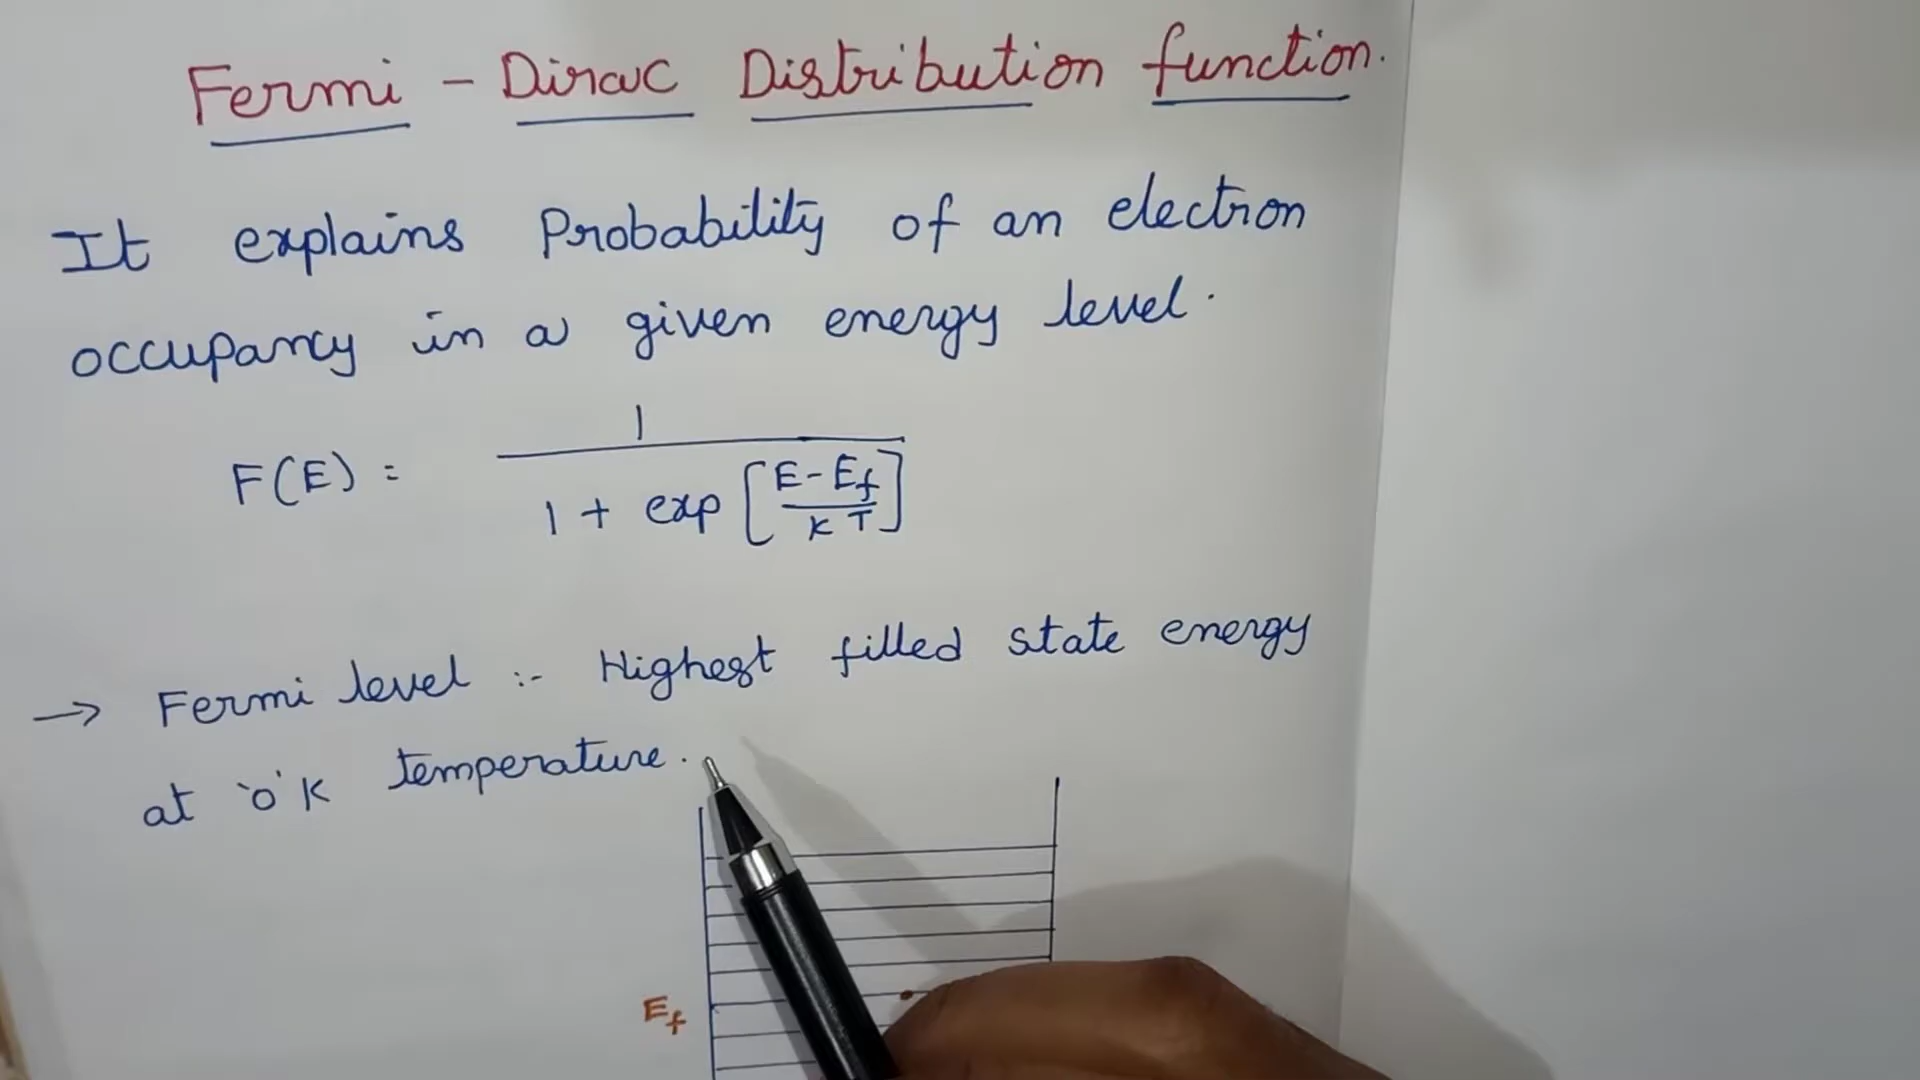 Fermi - Dirac Distribution function.
It explains Probability of an electron
occupancy in a given energy level.
F(E) = 1 / 1 + exp [E - Ef / KT]
→ Fermi level :- Highest filled state energy
at 'o' K temperature.
Ef